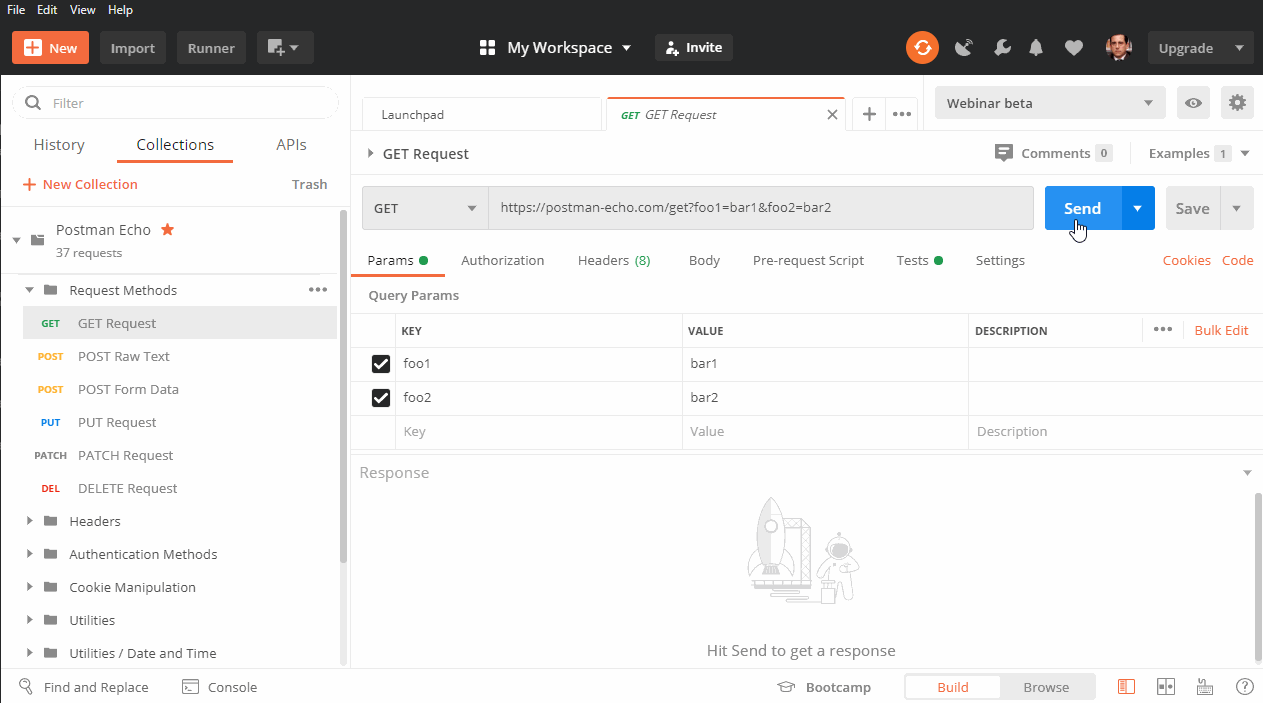 File Edit View Help
New Import Runner My Workspace Invite Upgrade
Filter
History Collections APIs
New Collection Trash
Postman Echo
37 requests
Request Methods
GET GET Request
POST POST Raw Text
POST POST Form Data
PUT PUT Request
PATCH PATCH Request
DEL DELETE Request
Headers
Authentication Methods
Cookie Manipulation
Utilities
Utilities / Date and Time
Launchpad GET GET Request Webinar beta
GET Request Comments 0 Examples 1
GET https://postman-echo.com/get?foo1=bar1&foo2=bar2 Send Save
Params Authorization Headers (8) Body Pre-request Script Tests Settings Cookies Code
Query Params
KEY VALUE DESCRIPTION Bulk Edit
foo1 bar1
foo2 bar2
Key Value Description
Response
Hit Send to get a response
Find and Replace Console Bootcamp Build Browse